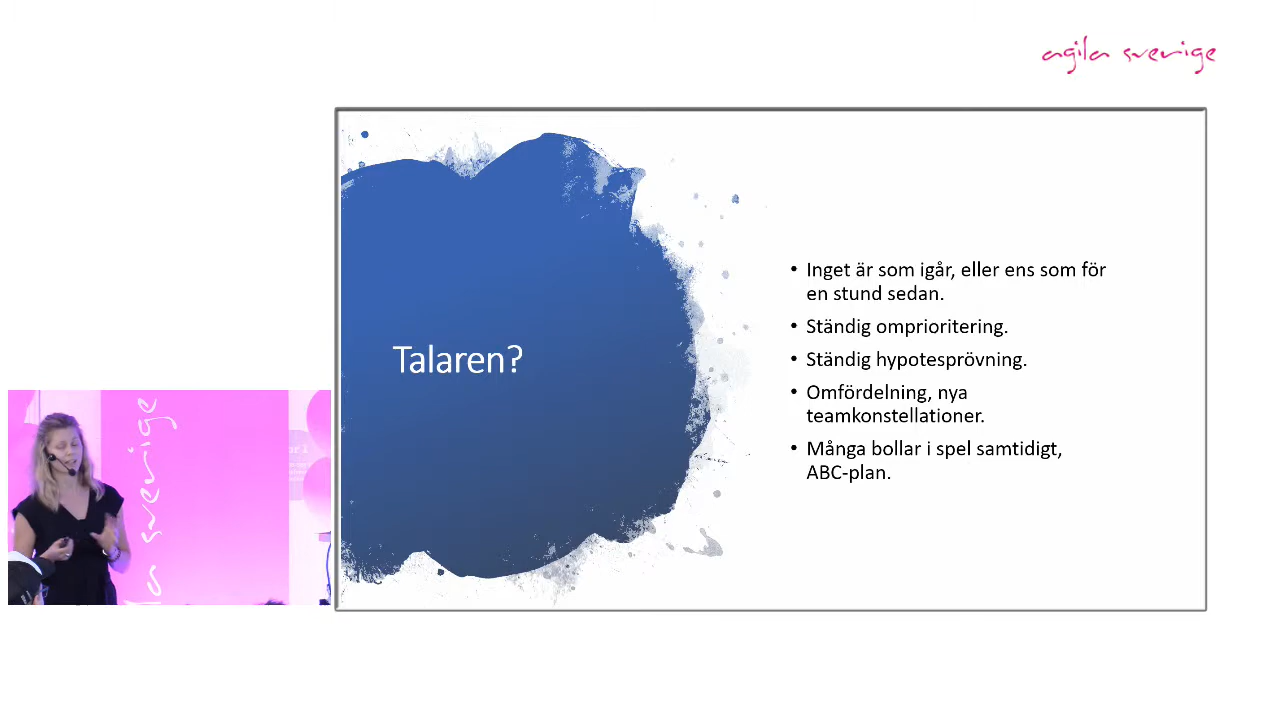 agila sverige
Talaren?
• Inget är som igår, eller ens som för
en stund sedan.
• Ständig omprioritering.
• Ständig hypotesprövning.
• Omfördelning, nya
teamkonstellationer.
• Många bollar i spel samtidigt,
ABC-plan.
sverige